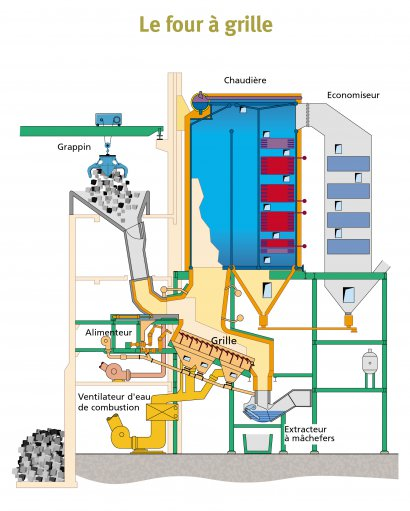 Le four à grille
Chaudière
Economiseur
Grappin
Alimenteur
Grille
Ventilateur d'eau
de combustion
Extracteur
à mâchefers